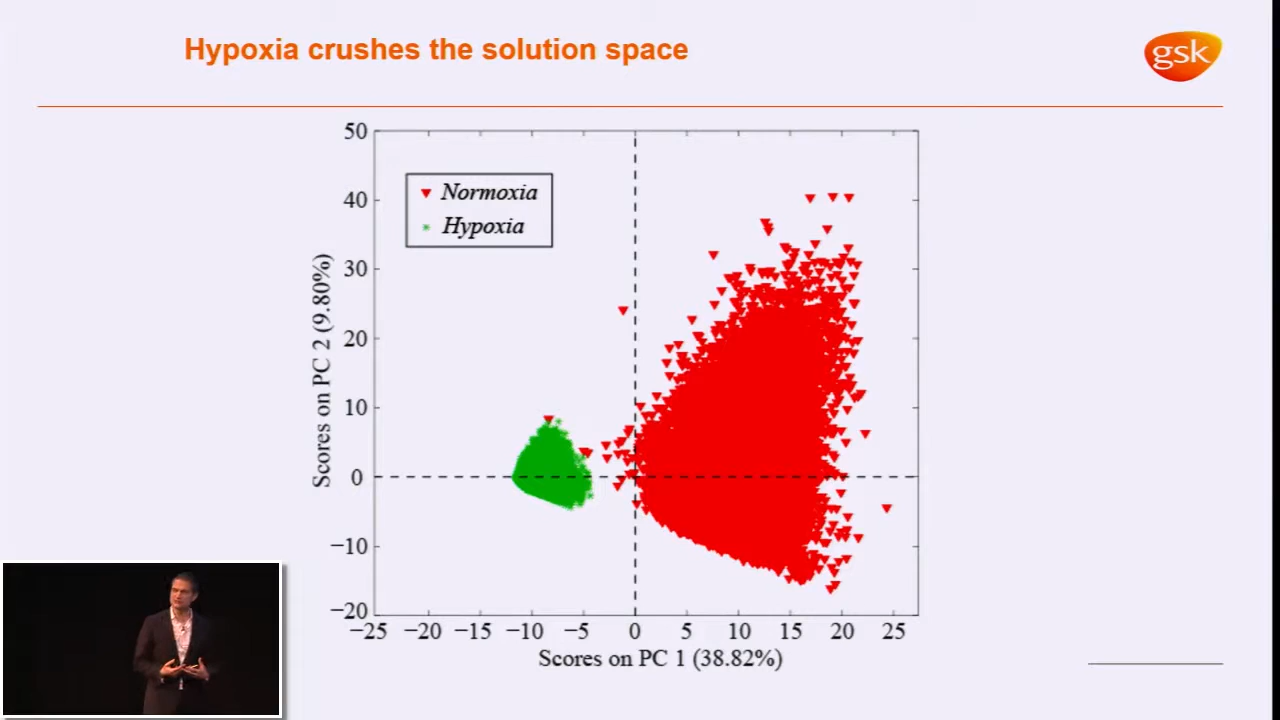 Hypoxia crushes the solution space
gsk
50
40
30
20
10
0
−10
−20
Scores on PC 2 (9.80%)
Normoxia
Hypoxia
−25 −20 −15 −10 −5 0 5 10 15 20 25
Scores on PC 1 (38.82%)